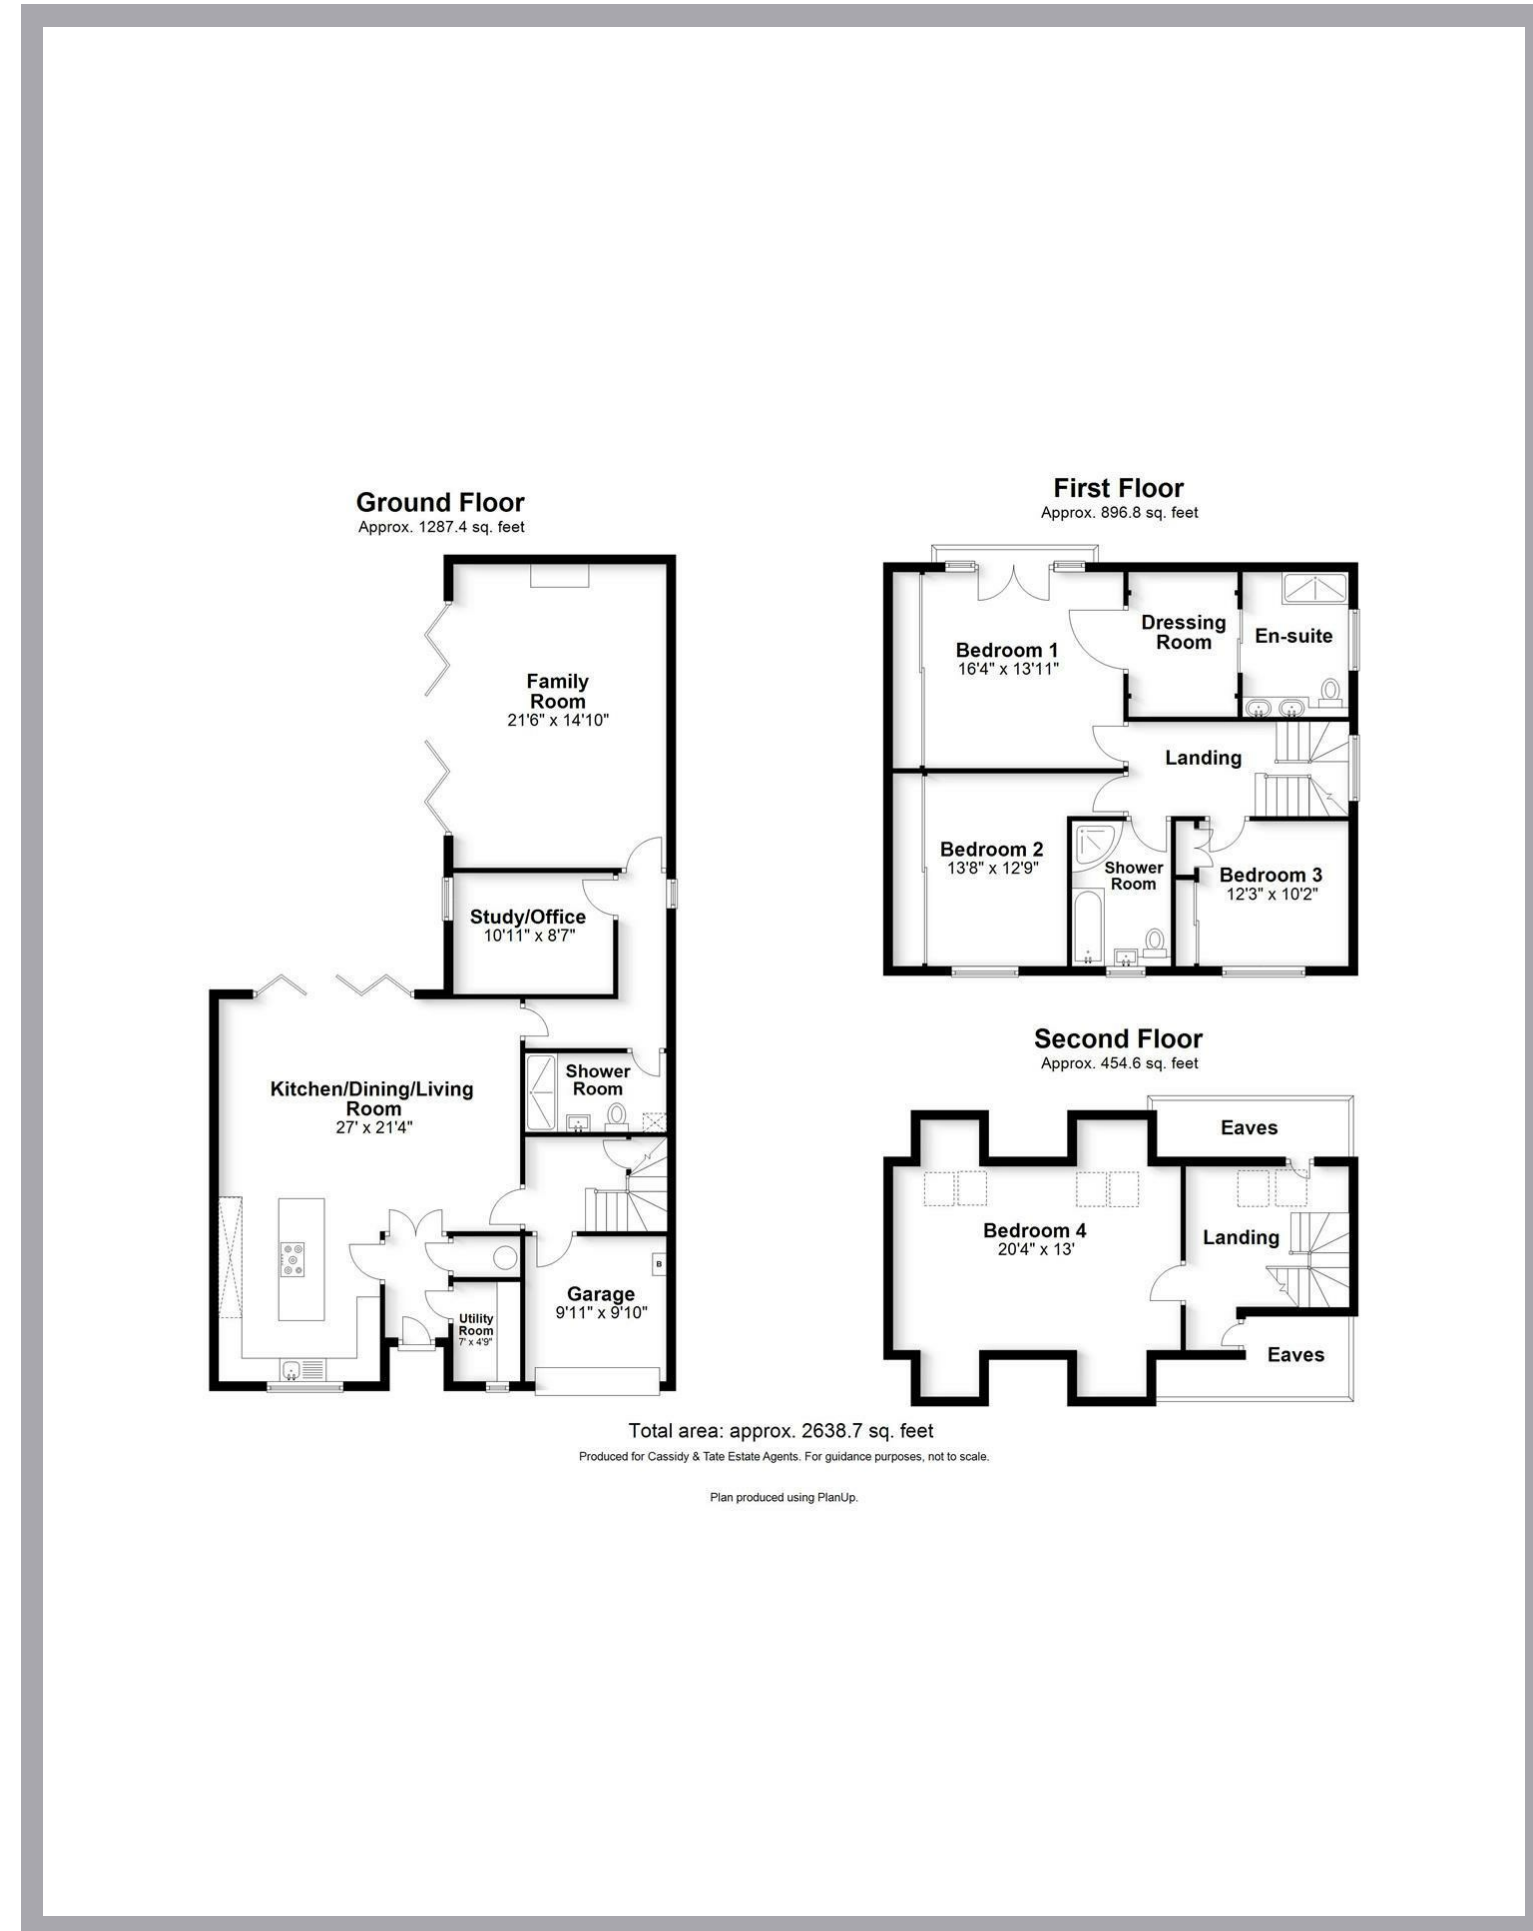 Ground Floor
Approx. 1287.4 sq. feet
Family
Room
21'6" x 14'10"
Study/Office
10'11" x 8'7"
Kitchen/Dining/Living
Room
27' x 21'4"
Shower
Room
Garage
9'11" x 9'10"
B
Utility
Room
7' x 4'9"
First Floor
Approx. 896.8 sq. feet
Bedroom 1
16'4" x 13'11"
Dressing
Room
En-suite
Landing
Bedroom 2
13'8" x 12'9"
Shower
Room
Bedroom 3
12'3" x 10'2"
Second Floor
Approx. 454.6 sq. feet
Eaves
Bedroom 4
20'4" x 13'
Landing
Eaves
Total area: approx. 2638.7 sq. feet
Produced for Cassidy & Tate Estate Agents. For guidance purposes, not to scale.
Plan produced using PlanUp.